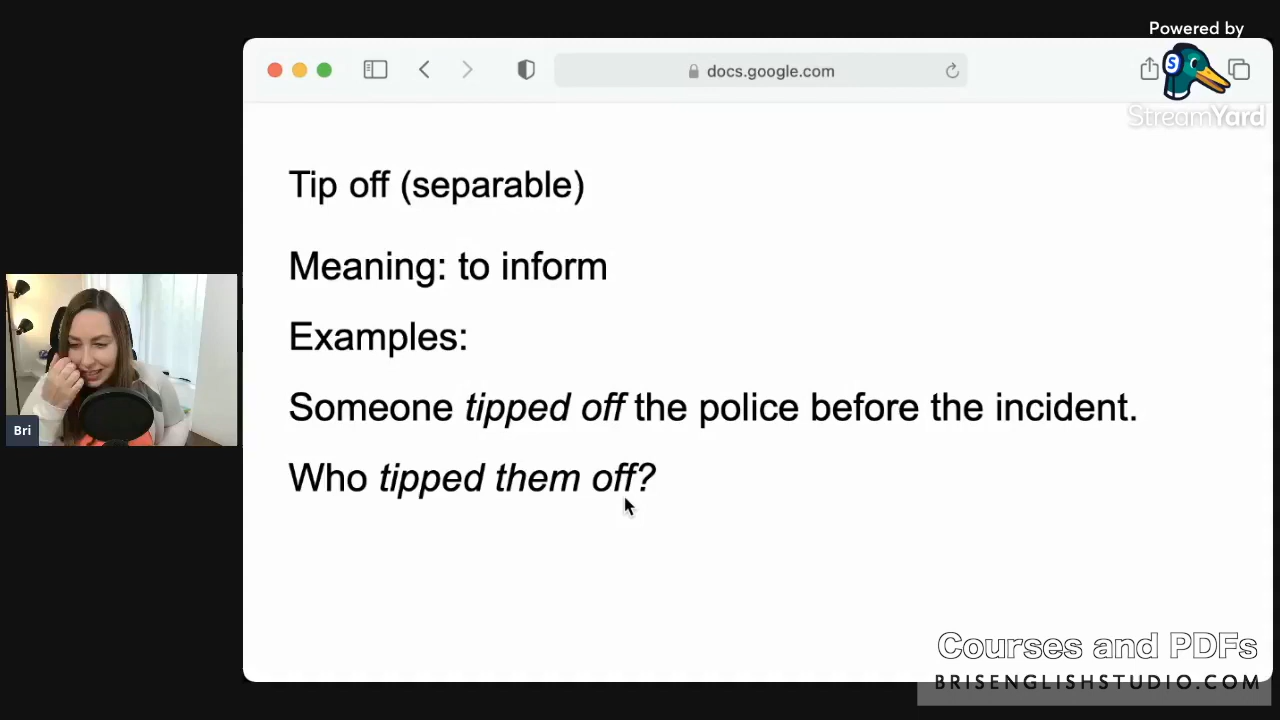 Powered by
docs.google.com
StreamYard
Tip off (separable)
Meaning: to inform
Examples:
Someone tipped off the police before the incident.
Who tipped them off?
Bri
Courses and PDFs
BRISENGLISHSTUDIO.COM